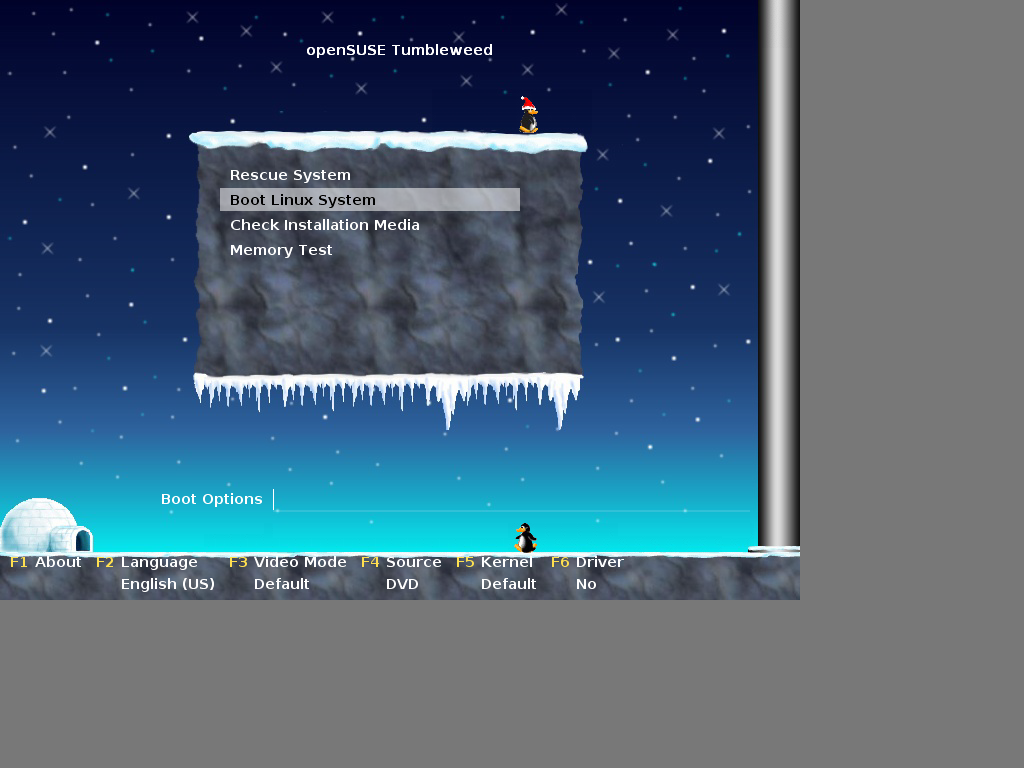 openSUSE Tumbleweed
Rescue System
Boot Linux System
Check Installation Media
Memory Test
Boot Options
F1 About F2 Language F3 Video Mode F4 Source F5 Kernel F6 Driver
English (US) Default DVD Default No